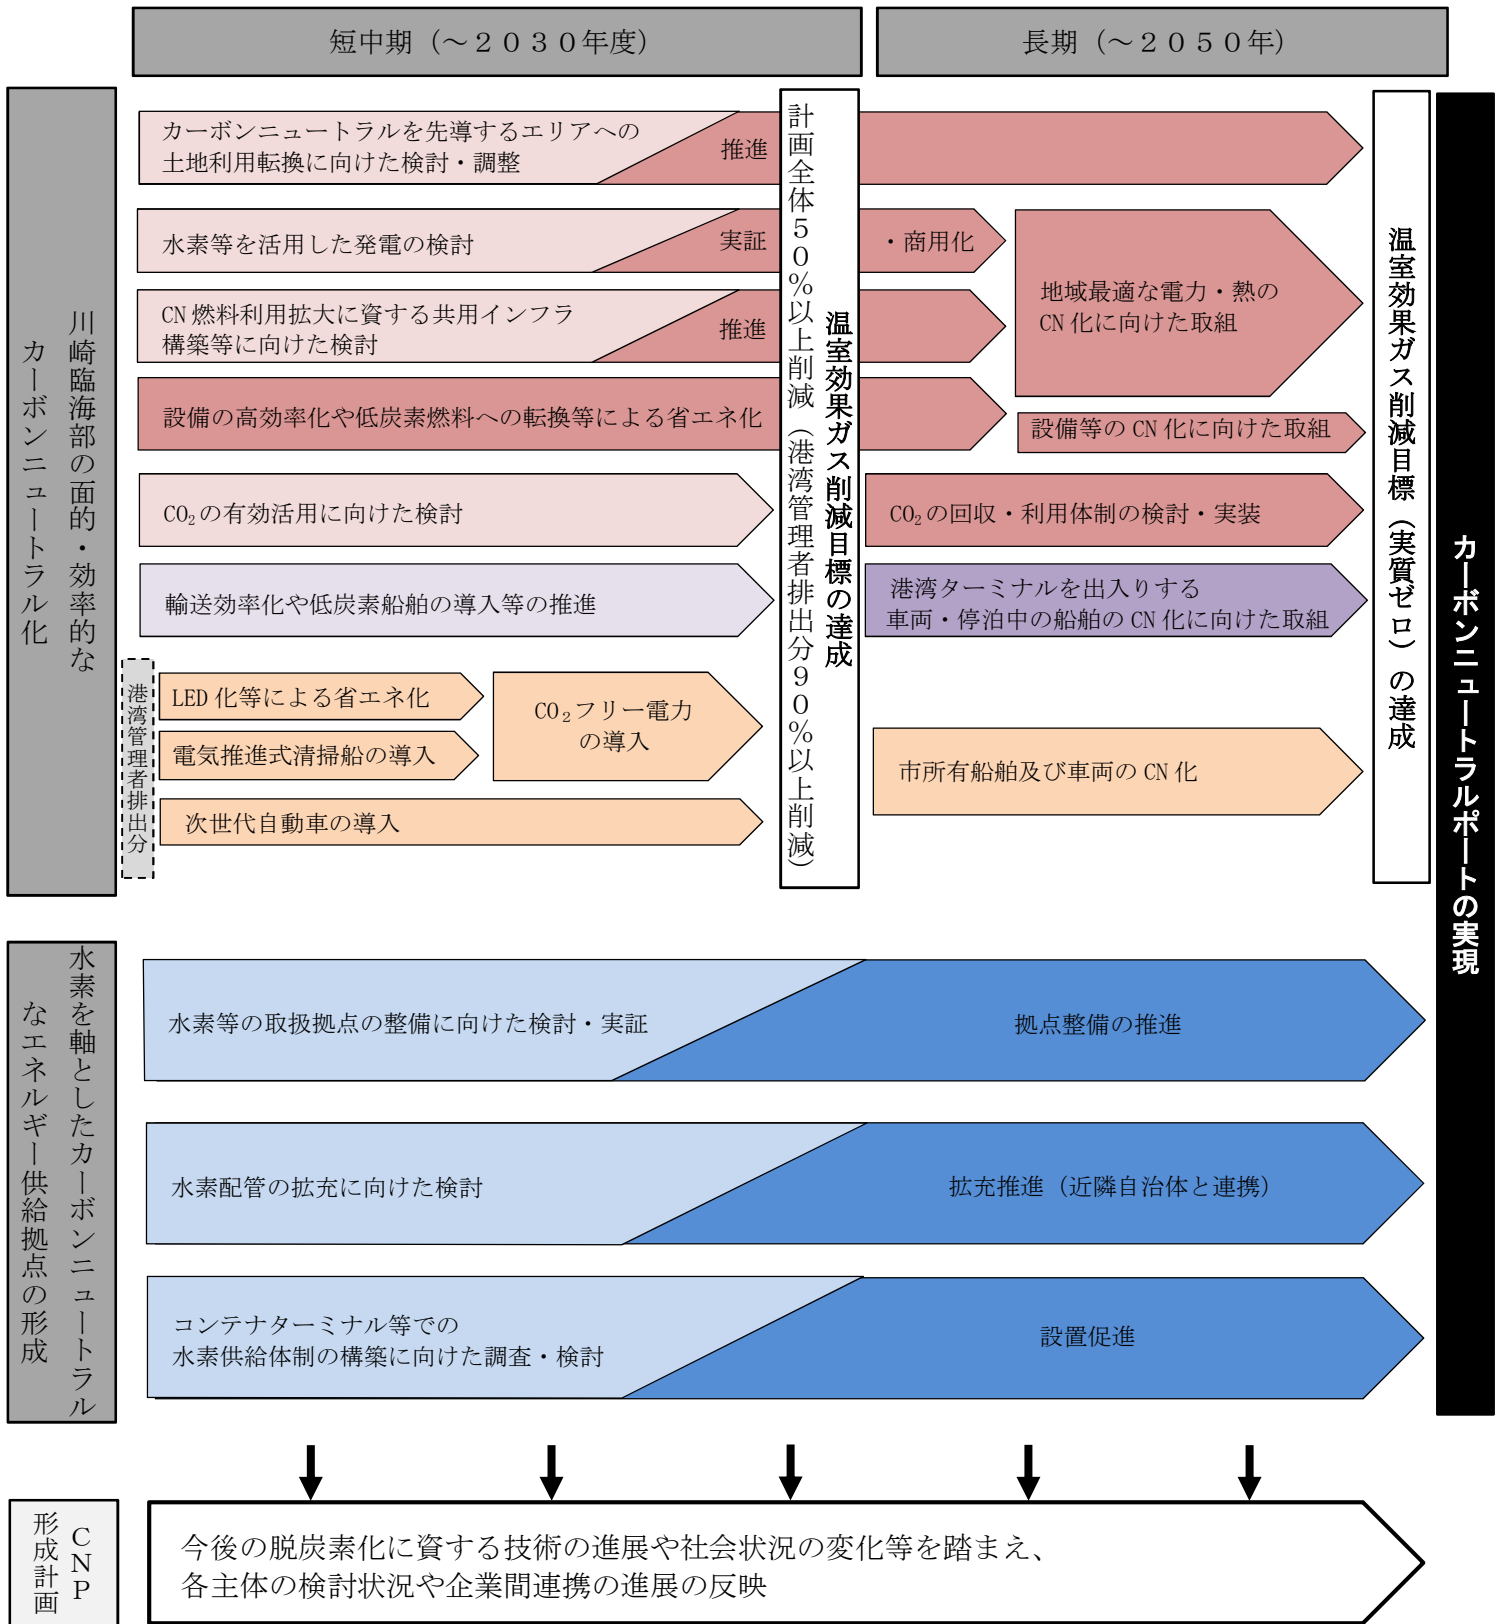 短中期（～２０３０年度）
長期（～２０５０年）
川崎臨海部の面的・効率的な
カーボンニュートラル化
カーボンニュートラルを先導するエリアへの
土地利用転換に向けた検討・調整
推進
水素等を活用した発電の検討
実証
・商用化
CN 燃料利用拡大に資する共用インフラ
構築等に向けた検討
推進
地域最適な電力・熱の
CN 化に向けた取組
設備の高効率化や低炭素燃料への転換等による省エネ化
設備等の CN 化に向けた取組
CO₂の有効活用に向けた検討
CO₂の回収・利用体制の検討・実装
輸送効率化や低炭素船舶の導入等の推進
港湾ターミナルを出入りする
車両・停泊中の船舶の CN 化に向けた取組
港湾管理者排出分
LED 化等による省エネ化
電気推進式清掃船の導入
CO₂フリー電力
の導入
次世代自動車の導入
市所有船舶及び車両の CN 化
温室効果ガス削減目標の達成
計画全体５０％以上削減（港湾管理者排出分９０％以上削減）
温室効果ガス削減目標（実質ゼロ）の達成
カーボンニュートラルポートの実現
水素を軸としたカーボンニュートラル
なエネルギー供給拠点の形成
水素等の取扱拠点の整備に向けた検討・実証
拠点整備の推進
水素配管の拡充に向けた検討
拡充推進（近隣自治体と連携）
コンテナターミナル等での
水素供給体制の構築に向けた調査・検討
設置促進
ＣＮＰ
形成計画
今後の脱炭素化に資する技術の進展や社会状況の変化等を踏まえ、
各主体の検討状況や企業間連携の進展の反映